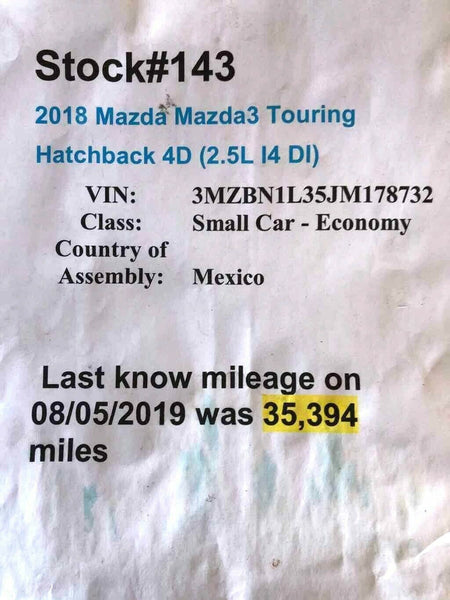 Stock#143
2018 Mazda Mazda3 Touring
Hatchback 4D (2.5L I4 DI)
VIN: 3MZBN1L35JM178732
Class: Small Car - Economy
Country of
Assembly: Mexico
Last know mileage on
08/05/2019 was 35,394
miles